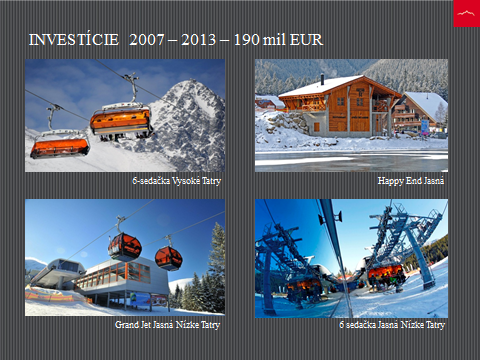 INVESTÍCIE 2007 – 2013 – 190 mil EUR
6-sedačka Vysoké Tatry
Happy End Jasná
Grand Jet Jasná Nízke Tatry
6 sedačka Jasná Nízke Tatry